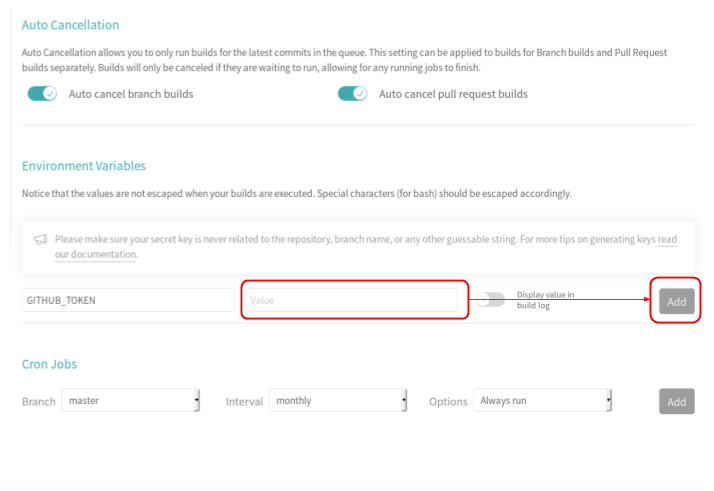 Auto Cancellation
Auto Cancellation allows you to only run builds for the latest commits in the queue. This setting can be applied to builds for Branch builds and Pull Request
builds separately. Builds will only be canceled if they are waiting to run, allowing for any running jobs to finish.
Auto cancel branch builds Auto cancel pull request builds
Environment Variables
Notice that the values are not escaped when your builds are executed. Special characters (for bash) should be escaped accordingly.
Please make sure your secret key is never related to the repository, branch name, or any other guessable string. For more tips on generating keys read
our documentation.
GITHUB_TOKEN Value Display value in
build log Add
Cron Jobs
Branch master Interval monthly Options Always run Add